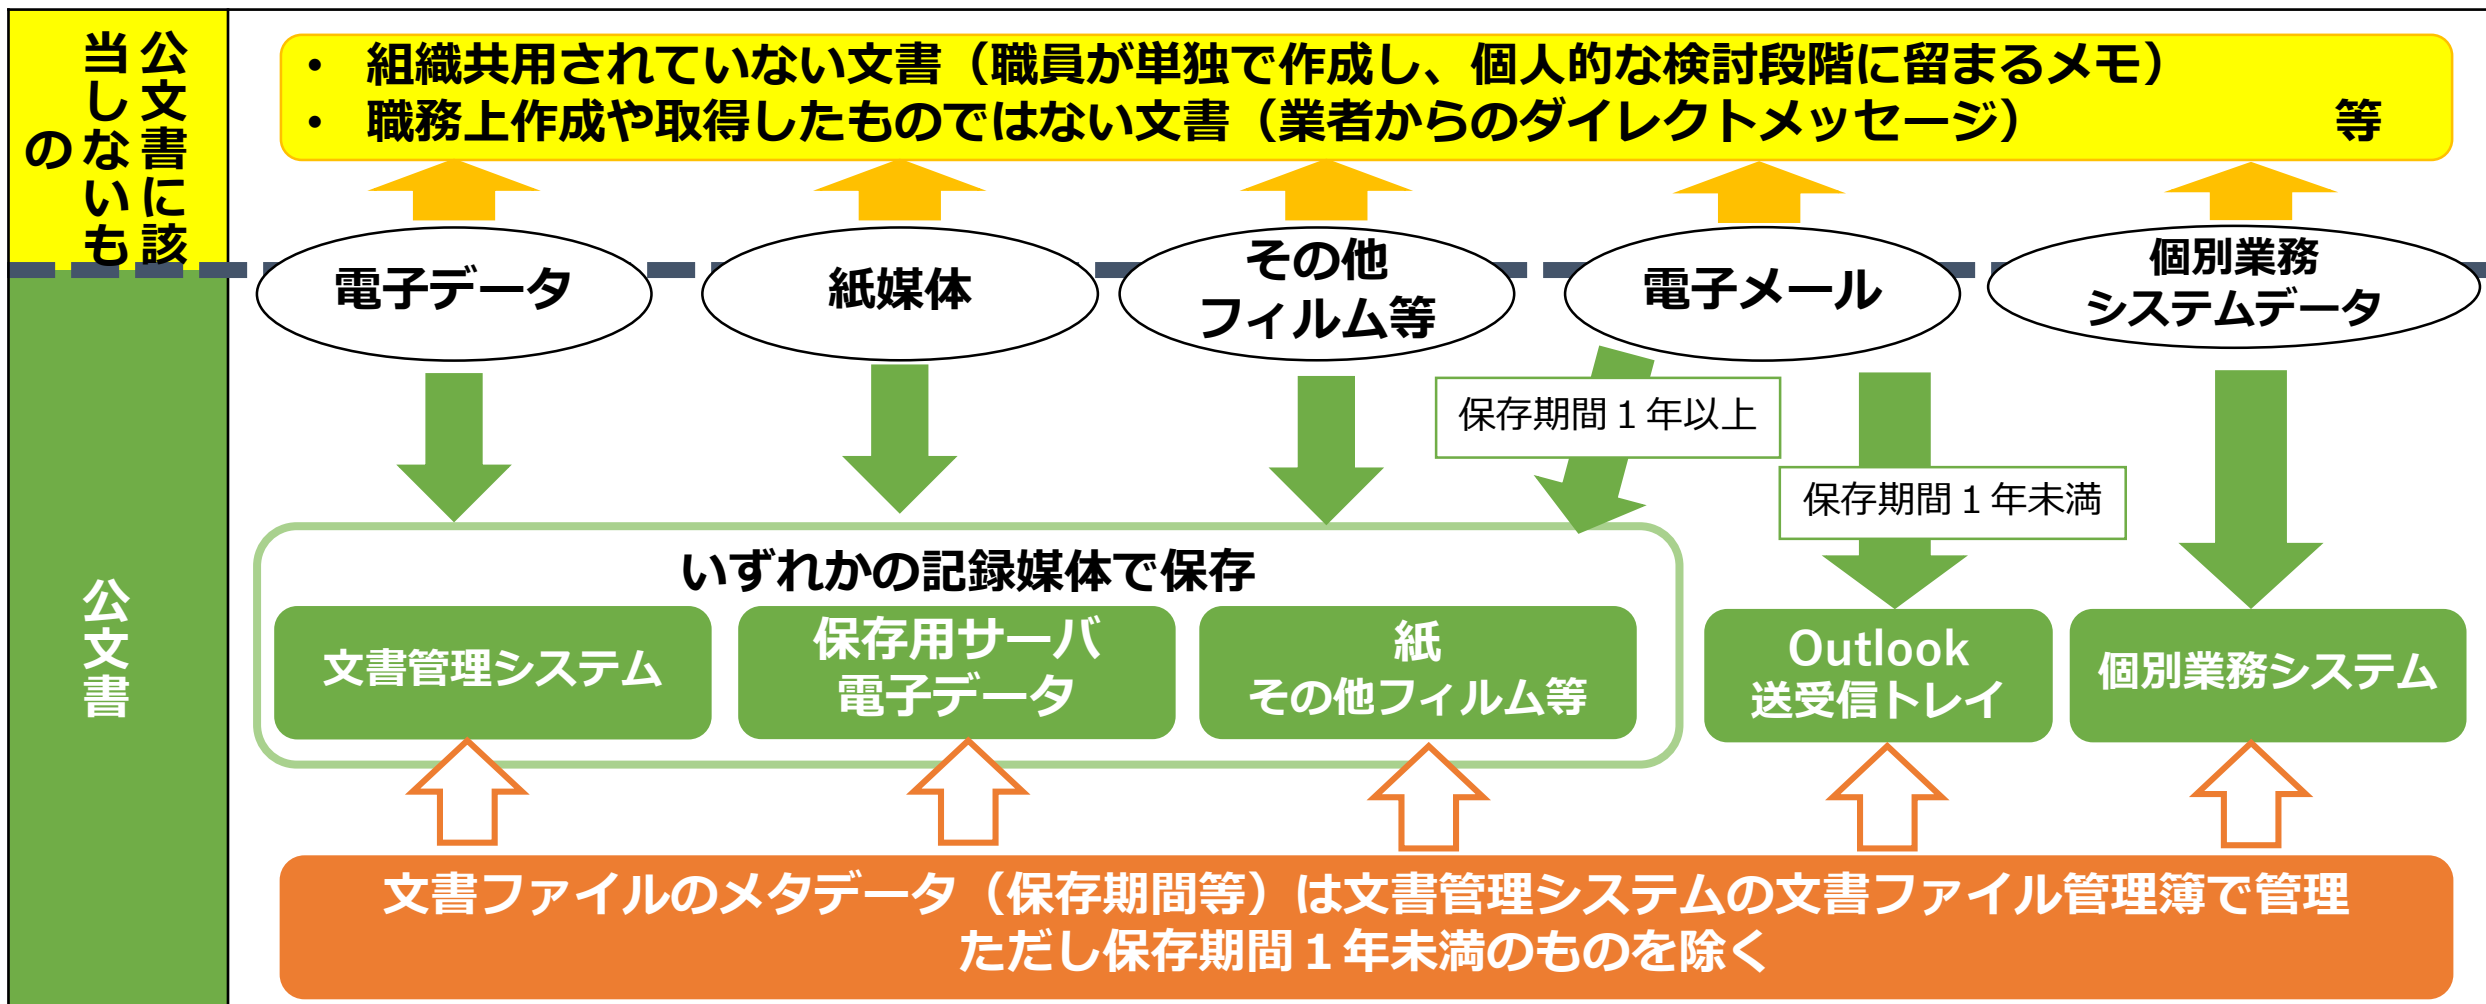 公文書に該
当しないも
の
・ 組織共用されていない文書（職員が単独で作成し、個人的な検討段階に留まるメモ）
・ 職務上作成や取得したものではない文書（業者からのダイレクトメッセージ） 等
電子データ
紙媒体
その他
フィルム等
電子メール
個別業務
システムデータ
保存期間１年以上
保存期間１年未満
公文書
いずれかの記録媒体で保存
文書管理システム
保存用サーバ
電子データ
紙
その他フィルム等
Outlook
送受信トレイ
個別業務システム
文書ファイルのメタデータ（保存期間等）は文書管理システムの文書ファイル管理簿で管理
ただし保存期間１年未満のものを除く